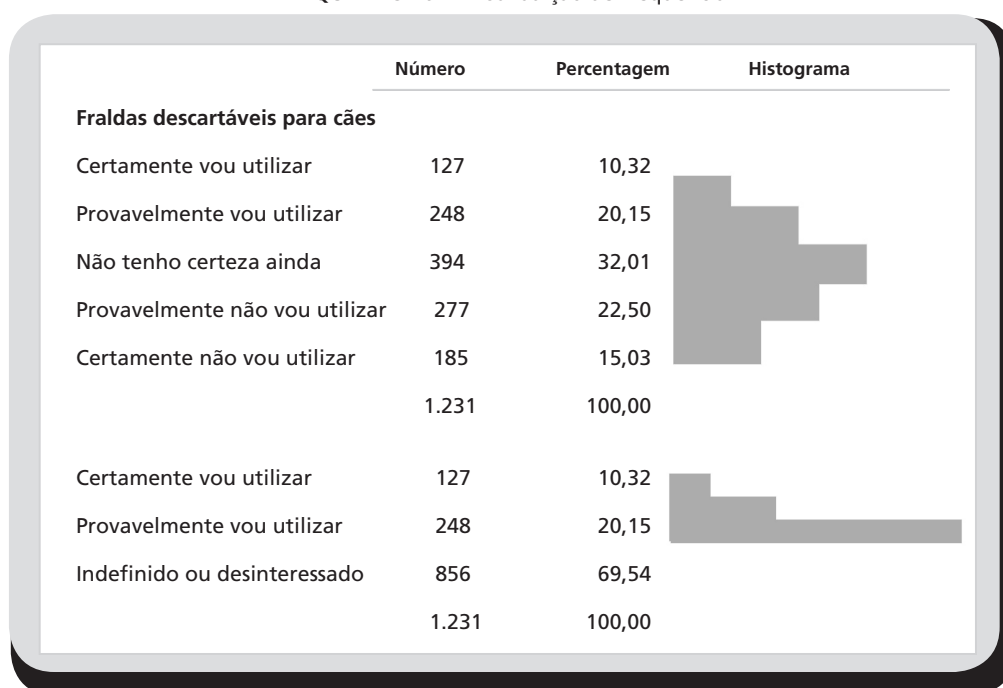 Número Percentagem Histograma
Fraldas descartáveis para cães
Certamente vou utilizar 127 10,32
Provavelmente vou utilizar 248 20,15
Não tenho certeza ainda 394 32,01
Provavelmente não vou utilizar 277 22,50
Certamente não vou utilizar 185 15,03
1.231 100,00
Certamente vou utilizar 127 10,32
Provavelmente vou utilizar 248 20,15
Indefinido ou desinteressado 856 69,54
1.231 100,00